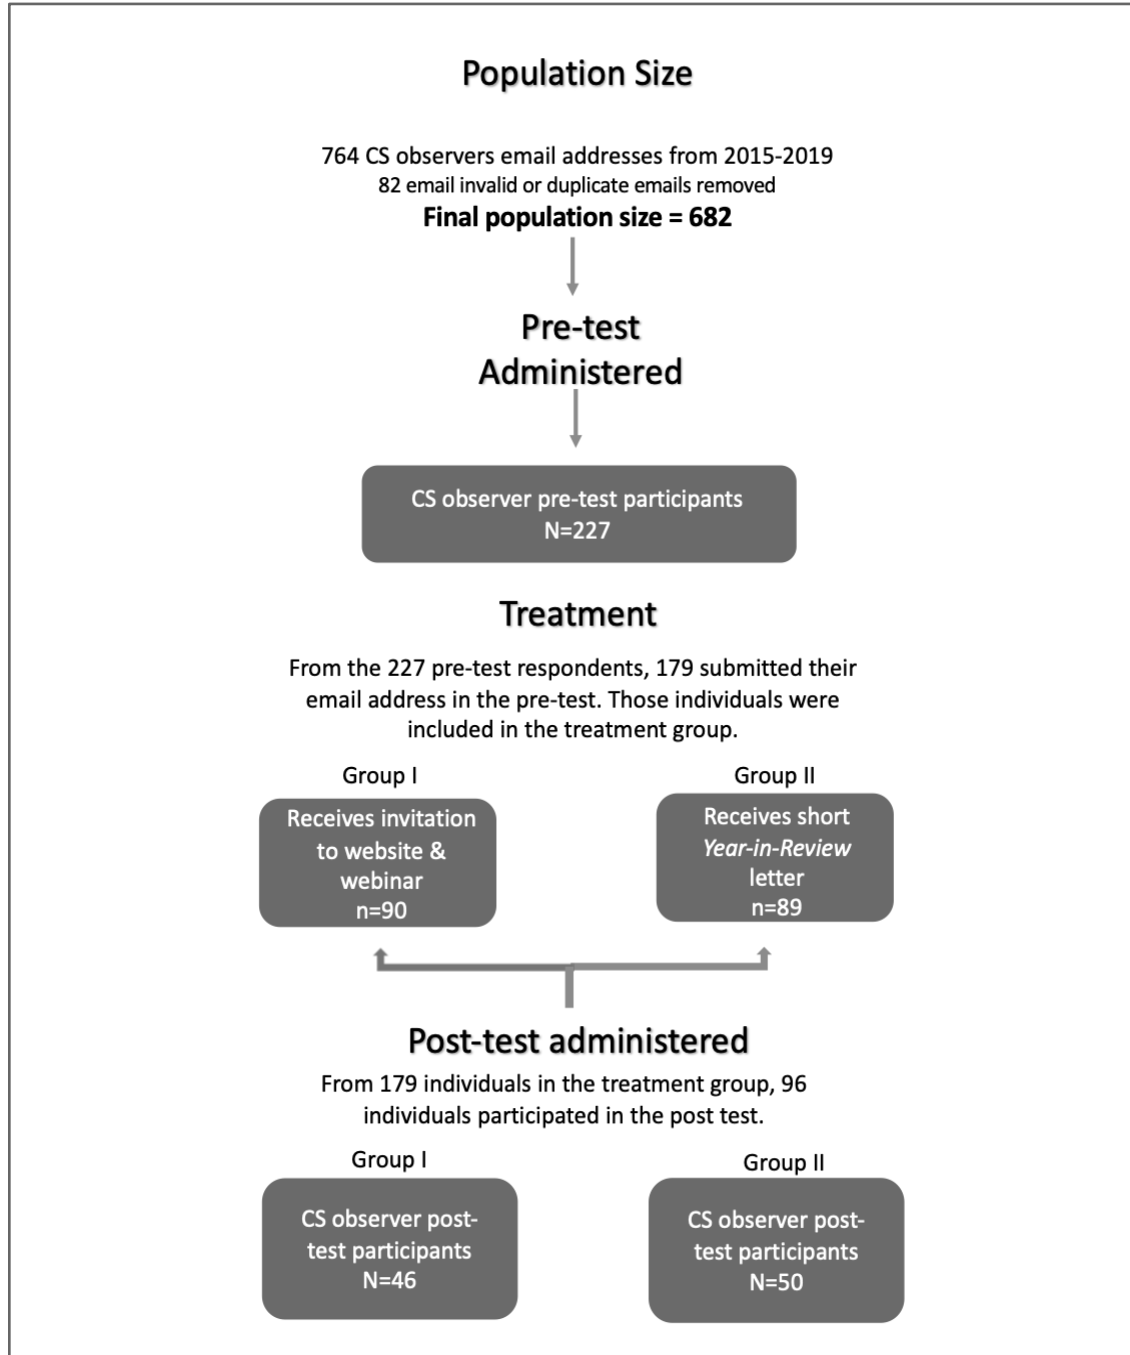 Population Size
764 CS observers email addresses from 2015-2019
82 email invalid or duplicate emails removed
Final population size = 682
Pre-test
Administered
CS observer pre-test participants
N=227
Treatment
From the 227 pre-test respondents, 179 submitted their
email address in the pre-test. Those individuals were
included in the treatment group.
Group I
Receives invitation
to website &
webinar
n=90
Group II
Receives short
Year-in-Review
letter
n=89
Post-test administered
From 179 individuals in the treatment group, 96
individuals participated in the post test.
Group I
CS observer post-
test participants
N=46
Group II
CS observer post-
test participants
N=50